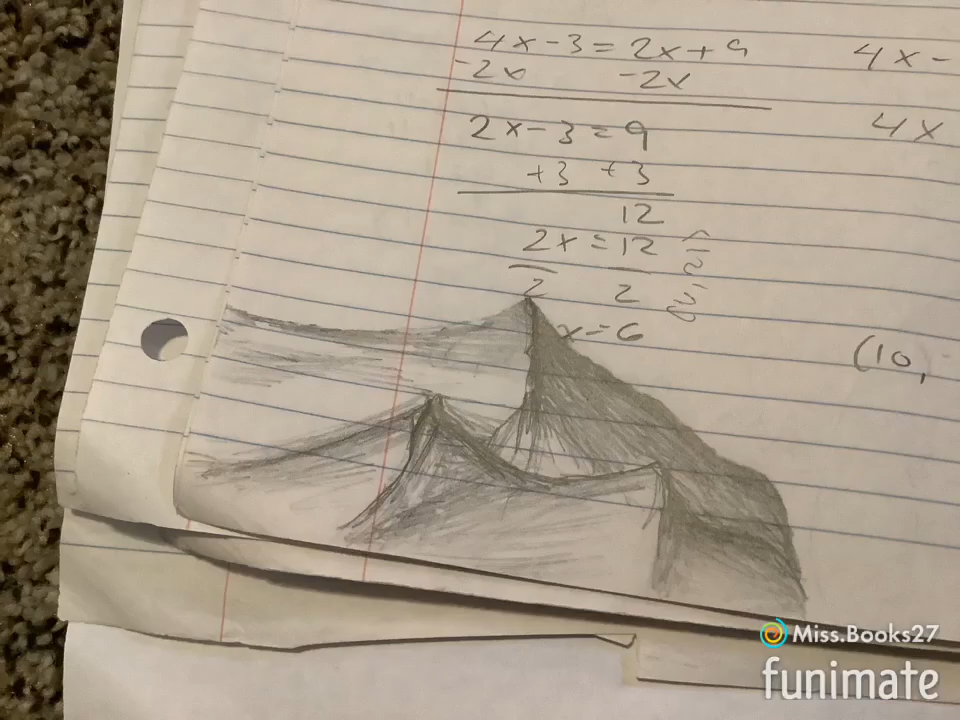 4x-3=2x+9
-2x -2x
2x-3=9
+3 +3
12
2x=12
2 2
x=6
4x-
4x
(10,
Miss.Books27
funimate